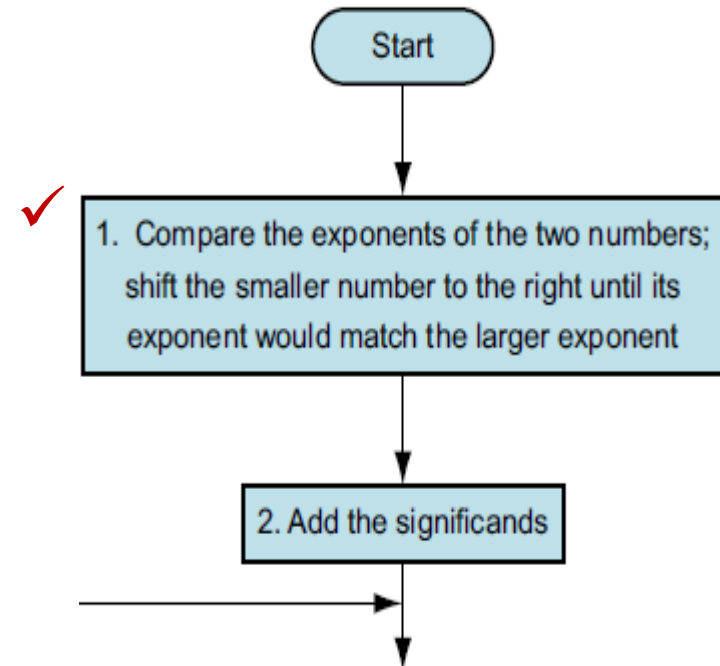 Start
1. Compare the exponents of the two numbers;
shift the smaller number to the right until its
exponent would match the larger exponent
2. Add the significands